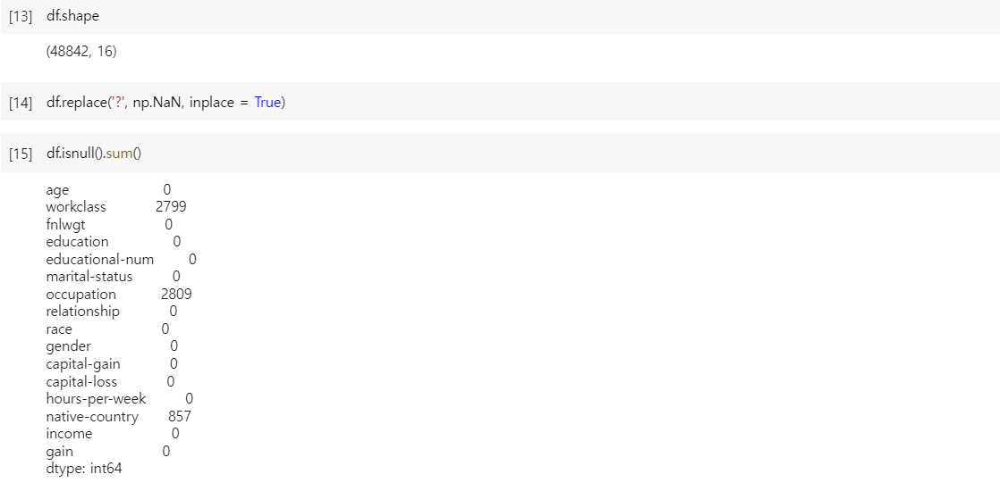 [13] df.shape
(48842, 16)
[14] df.replace('?', np.NaN, inplace = True)
[15] df.isnull().sum()
age 0
workclass 2799
fnlwgt 0
education 0
educational-num 0
marital-status 0
occupation 2809
relationship 0
race 0
gender 0
capital-gain 0
capital-loss 0
hours-per-week 0
native-country 857
income 0
gain 0
dtype: int64